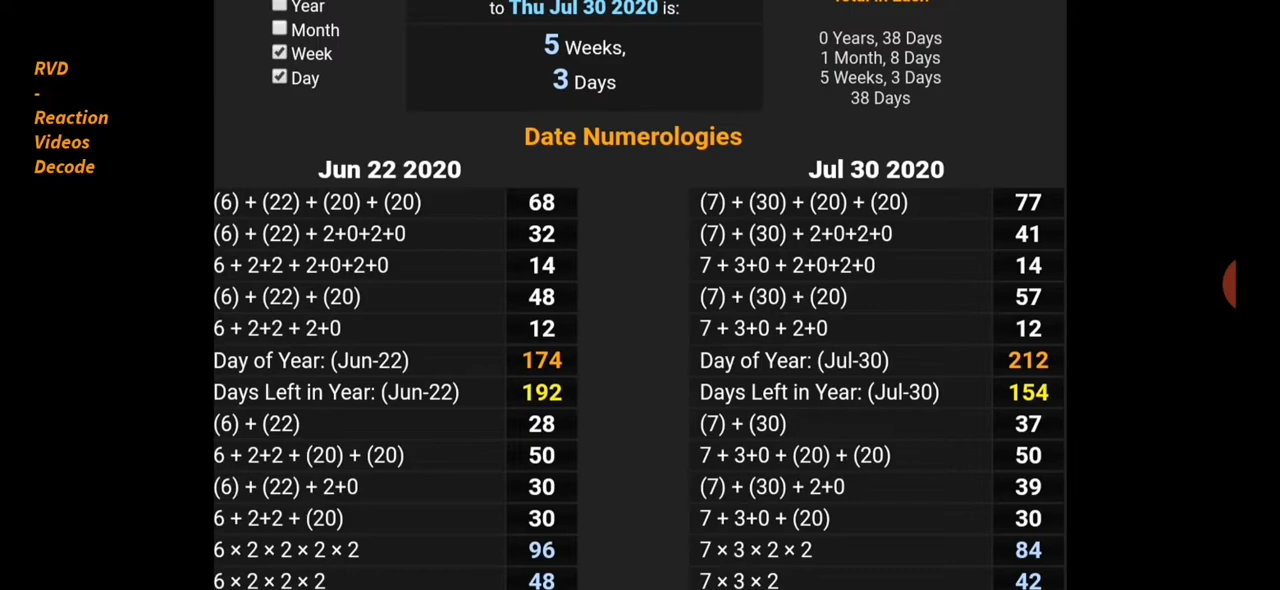 Year
Month
Week
Day
to Thu Jul 30 2020 is:
5 Weeks,
3 Days
0 Years, 38 Days
1 Month, 8 Days
5 Weeks, 3 Days
38 Days
RVD
-
Reaction
Videos
Decode
Date Numerologies
Jun 22 2020
(6) + (22) + (20) + (20) 68
(6) + (22) + 2+0+2+0 32
6 + 2+2 + 2+0+2+0 14
(6) + (22) + (20) 48
6 + 2+2 + 2+0 12
Day of Year: (Jun-22) 174
Days Left in Year: (Jun-22) 192
(6) + (22) 28
6 + 2+2 + (20) + (20) 50
(6) + (22) + 2+0 30
6 + 2+2 + (20) 30
6 × 2 × 2 × 2 × 2 96
6 × 2 × 2 × 2 48
Jul 30 2020
(7) + (30) + (20) + (20) 77
(7) + (30) + 2+0+2+0 41
7 + 3+0 + 2+0+2+0 14
(7) + (30) + (20) 57
7 + 3+0 + 2+0 12
Day of Year: (Jul-30) 212
Days Left in Year: (Jul-30) 154
(7) + (30) 37
7 + 3+0 + (20) + (20) 50
(7) + (30) + 2+0 39
7 + 3+0 + (20) 30
7 × 3 × 2 × 2 84
7 × 3 × 2 42